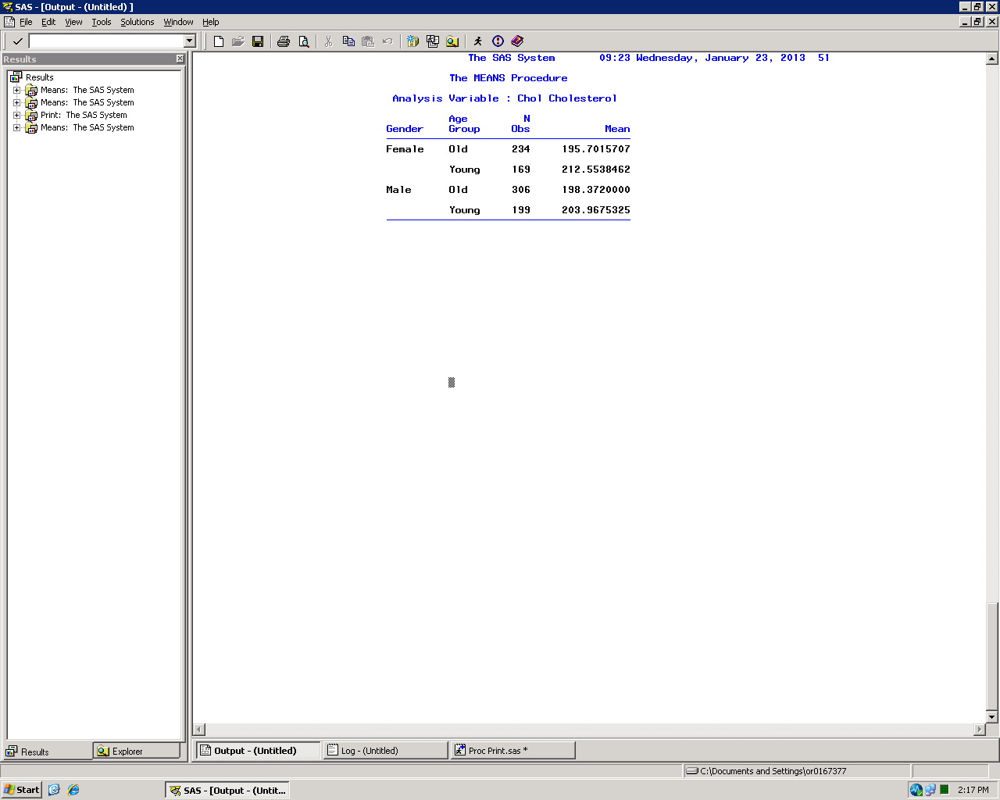 SAS - [Output - (Untitled) ]
File Edit View Tools Solutions Window Help
Results
Results
Means: The SAS System
Means: The SAS System
Print: The SAS System
Means: The SAS System
The SAS System 09:23 Wednesday, January 23, 2013 51
The MEANS Procedure
Analysis Variable : Chol Cholesterol
Age N
Gender Group Obs Mean
Female Old 234 195.7015707
Young 169 212.5538462
Male Old 306 198.3720000
Young 199 203.9675325
Results Explorer
Output - (Untitled) Log - (Untitled) Proc Print.sas *
C:\Documents and Settings\or0167377
Start SAS - [Output - (Untit... 2:17 PM